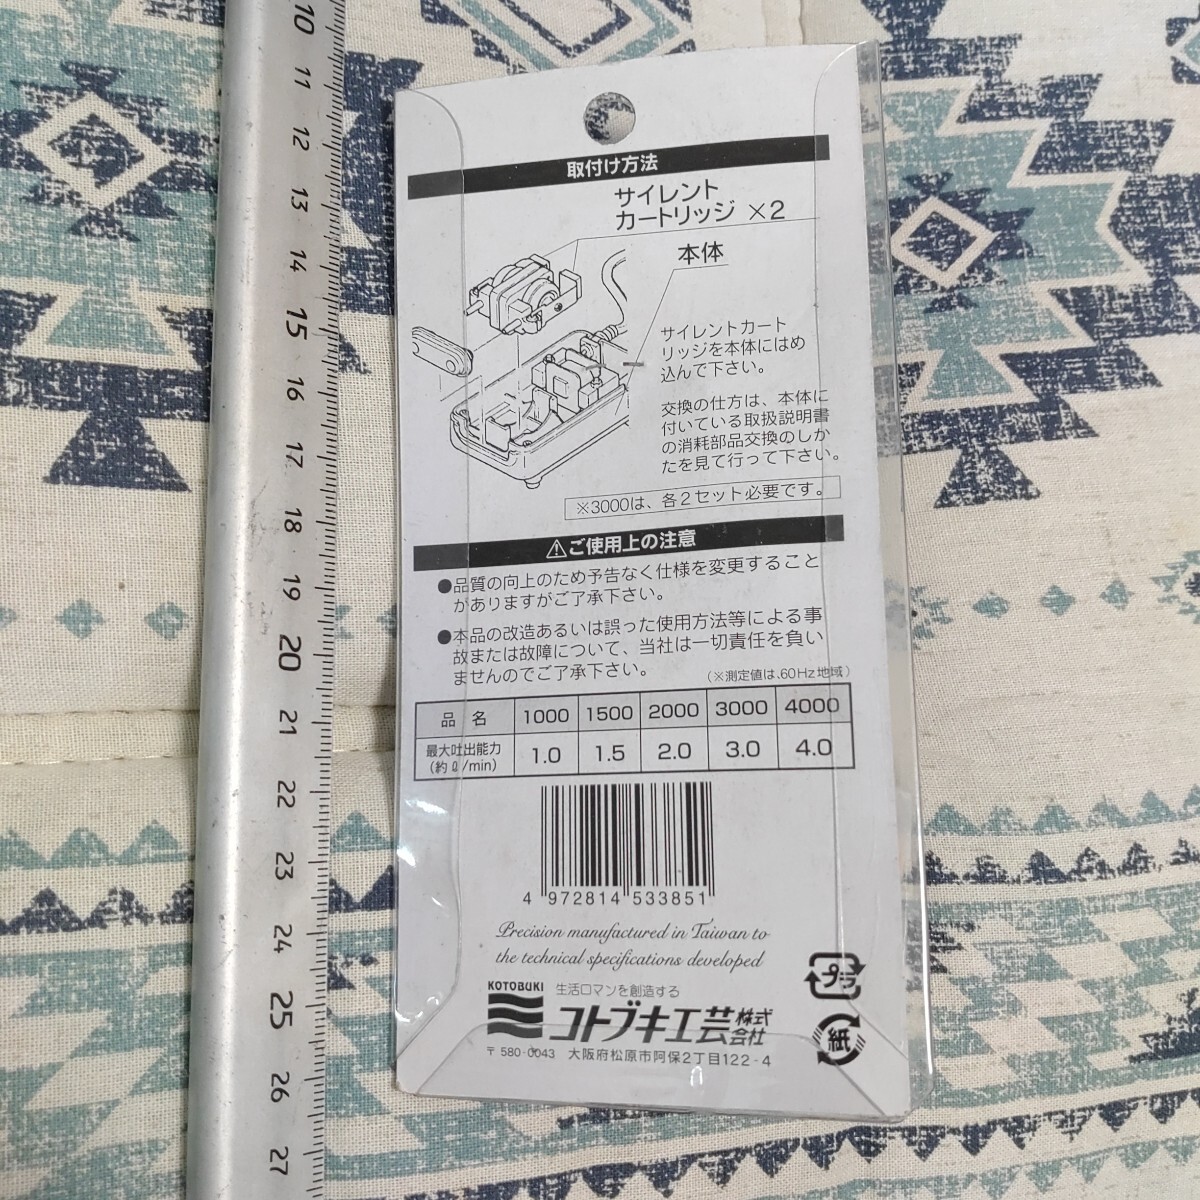 10
11
12
13
14
15
16
17
18
19
20
21
22
23
24
25
26
27
取付け方法
サイレント
カートリッジ ×2
本体
サイレントカート
リッジを本体にはめ
込んで下さい。
交換の仕方は、本体に
付いている取扱説明書
の消耗部品交換のしか
たを見て行って下さい。
※3000は、各2セット必要です。
⚠ご使用上の注意
●品質の向上のため予告なく仕様を変更すること
がありますがご了承下さい。
●本品の改造あるいは誤った使用方法等による事
故または故障について、当社は一切責任を負い
ませんのでご了承下さい。
(※測定値は、60Hz地域)
品 名 1000 1500 2000 3000 4000
最大吐出能力
(約ℓ/min) 1.0 1.5 2.0 3.0 4.0
4 972814 533851
Precision manufactured in Taiwan to
the technical specifications developed
KOTOBUKI 生活ロマンを創造する
コトブキ工芸株式会社
〒580-0043 大阪府松原市阿保2丁目122-4
プラ
紙